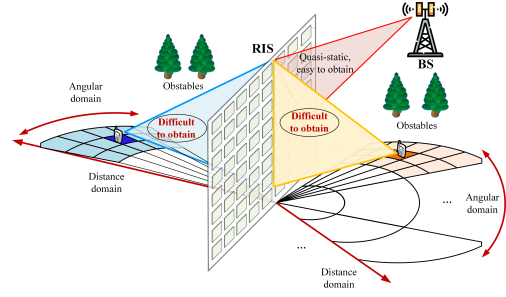 RIS
Quasi-static,
easy to obtain
BS
Obstables
Angular
domain
Difficult
to obtain
Difficult
to obtain
Obstables
Distance
domain
...
Angular
domain
...
Distance
domain